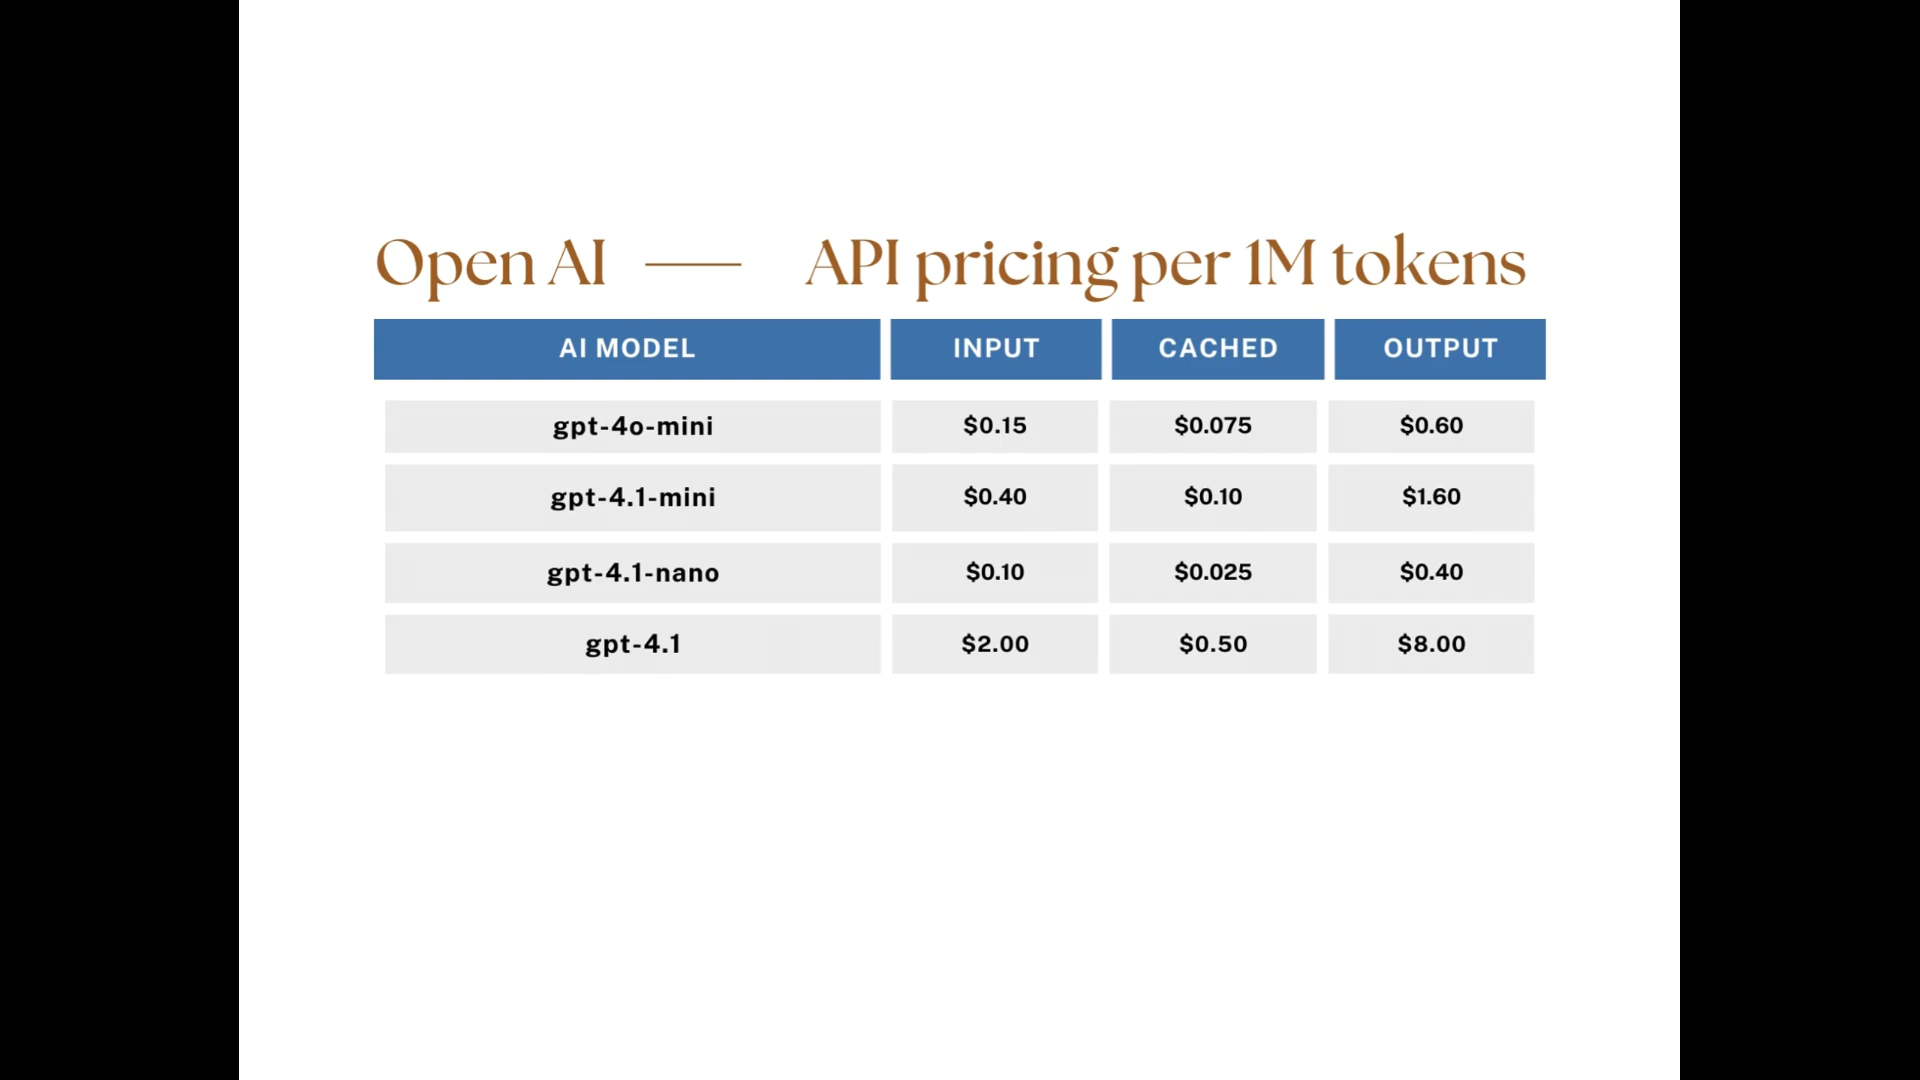 Open AI — API pricing per 1M tokens
AI MODEL INPUT CACHED OUTPUT
gpt-4o-mini $0.15 $0.075 $0.60
gpt-4.1-mini $0.40 $0.10 $1.60
gpt-4.1-nano $0.10 $0.025 $0.40
gpt-4.1 $2.00 $0.50 $8.00